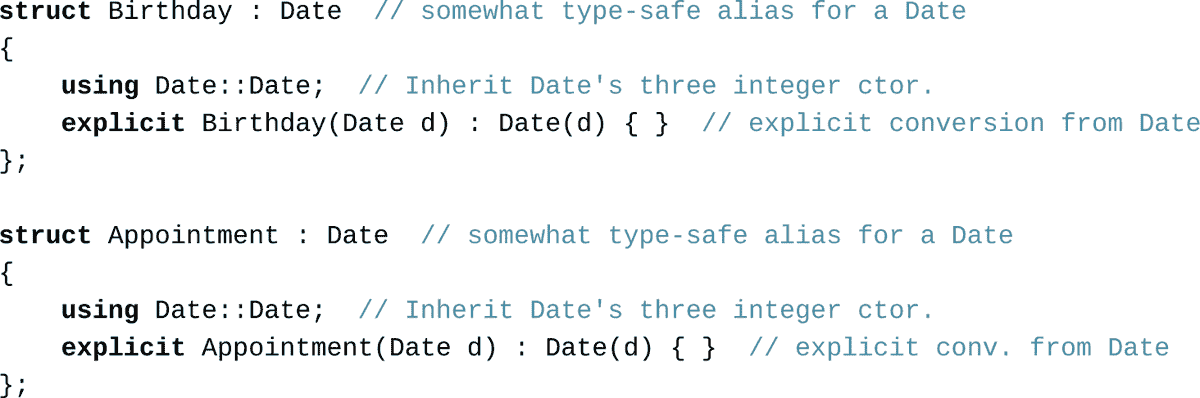 struct Birthday : Date  // somewhat type-safe alias for a Date
{
    using Date::Date;  // Inherit Date's three integer ctor.
    explicit Birthday(Date d) : Date(d) { }  // explicit conversion from Date
};

struct Appointment : Date  // somewhat type-safe alias for a Date
{
    using Date::Date;  // Inherit Date's three integer ctor.
    explicit Appointment(Date d) : Date(d) { }  // explicit conv. from Date
};